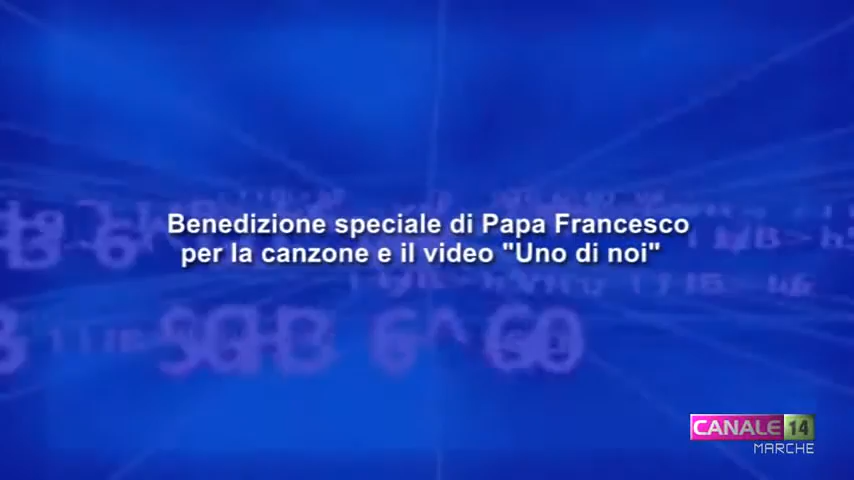 Benedizione speciale di Papa Francesco
per la canzone e il video "Uno di noi"
CANALE 14
MARCHE